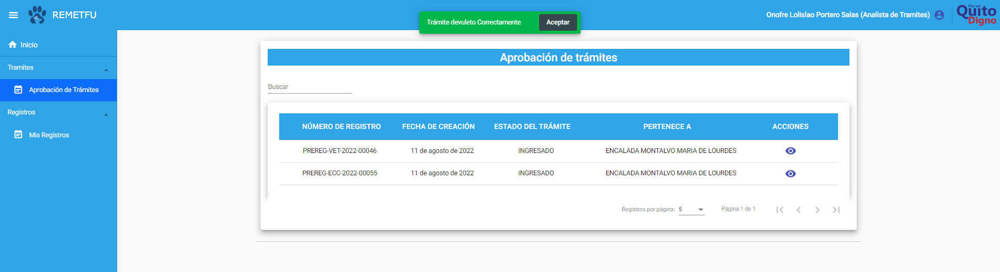 REMETFU
Trámite devuleto Correctamente
Aceptar
Onofre Lolislao Portero Salas (Analista de Tramites)
Por un
Quito
Digno
Inicio
Tramites
Aprobación de Trámites
Registros
Mis Registros
Aprobación de trámites
Buscar
NÚMERO DE REGISTRO FECHA DE CREACIÓN ESTADO DEL TRÁMITE PERTENECE A ACCIONES
PREREG-VET-2022-00046 11 de agosto de 2022 INGRESADO ENCALADA MONTALVO MARIA DE LOURDES
PREREG-ECC-2022-00055 11 de agosto de 2022 INGRESADO ENCALADA MONTALVO MARIA DE LOURDES
Registros por página: 5 Página 1 de 1